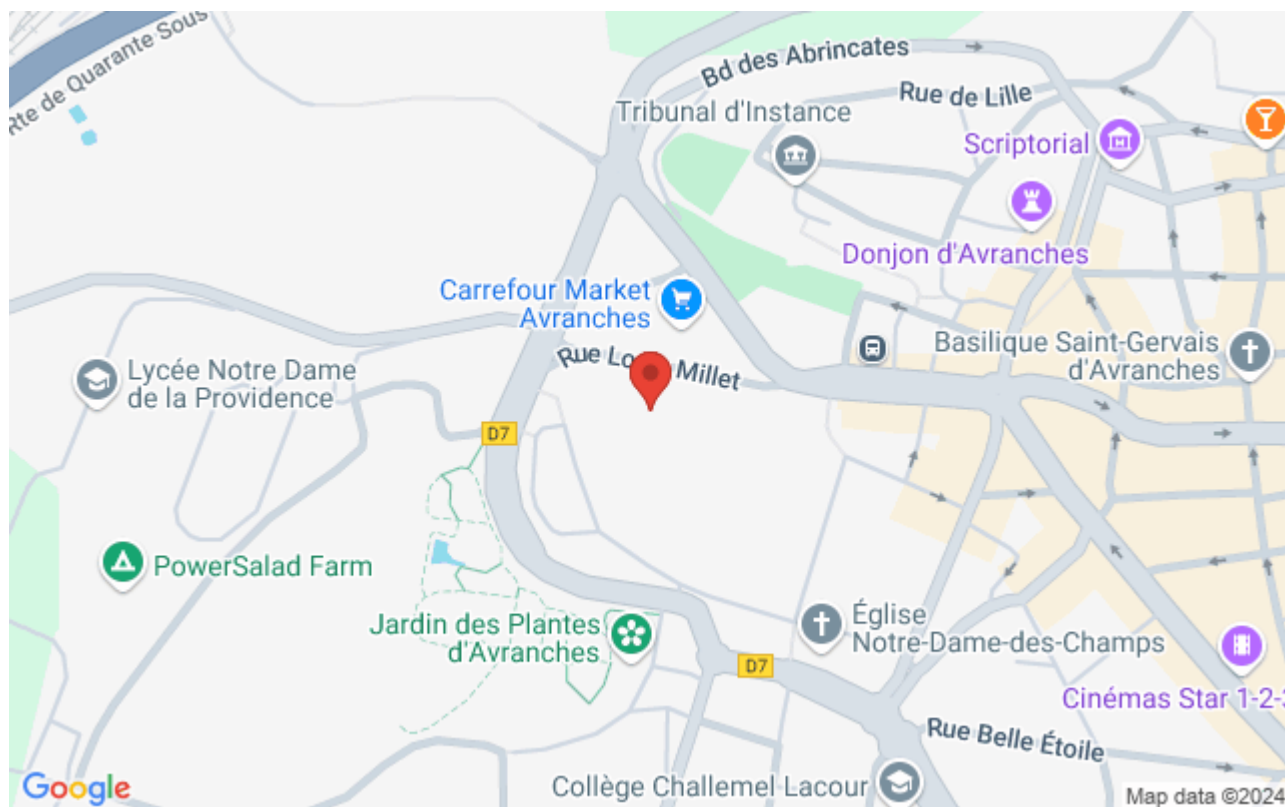 Rte de Quarante Sous
Bd des Abrincates
Rue de Lille
Tribunal d'Instance
Scriptorial
Donjon d'Avranches
Carrefour Market
Avranches
Basilique Saint-Gervais
d'Avranches
Rue Lo
Millet
Lycée Notre Dame
de la Providence
D7
PowerSalad Farm
Jardin des Plantes
d'Avranches
Église
Notre-Dame-des-Champs
D7
Cinémas Star 1-2-3
Rue Belle Étoile
Collège Challemel Lacour
Google
Map data ©2024